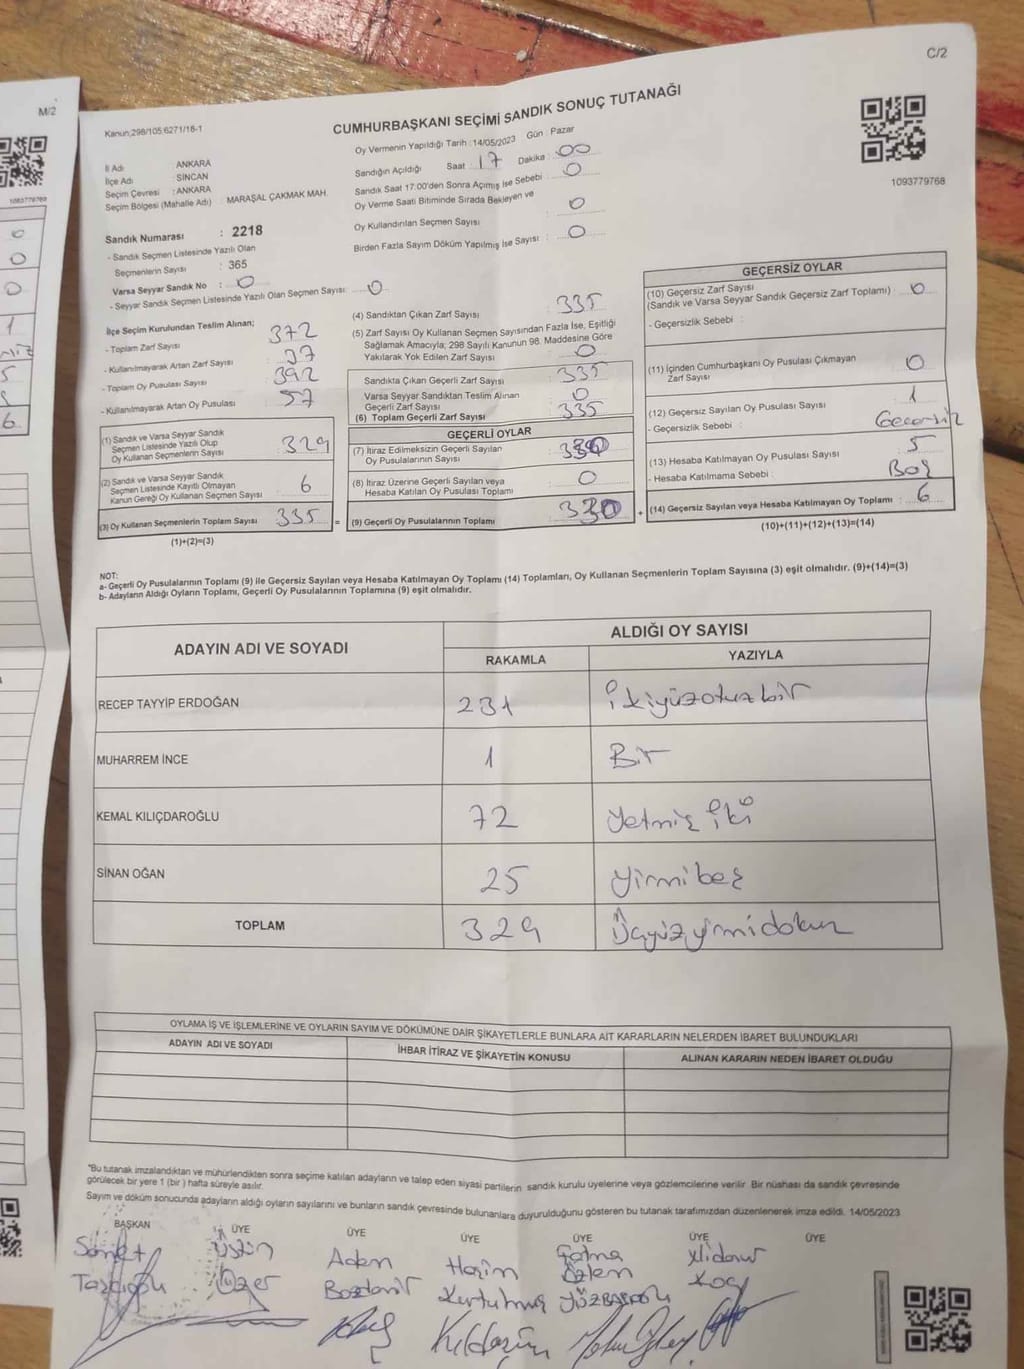 C/2
M/2
Kanun;298/105;6271/18-1
CUMHURBAŞKANI SEÇİMİ SANDIK SONUÇ TUTANAĞI
1093779768
İl Adı : ANKARA
İlçe Adı : SİNCAN
Seçim Çevresi : ANKARA
Seçim Bölgesi (Mahalle Adı) : MARAŞAL ÇAKMAK MAH.
Sandık Numarası : 2218
- Sandık Seçmen Listesinde Yazılı Olan
Seçmenlerin Sayısı : 365
Varsa Seyyar Sandık No : 0
- Seyyar Sandık Seçmen Listesinde Yazılı Olan Seçmen Sayısı: 0
Oy Vermenin Yapıldığı Tarih :14/05/2023 Gün : Pazar
Sandığın Açıldığı Saat : 17 Dakika : 00
Sandık Saat 17:00'den Sonra Açımış İse Sebebi : 0
Oy Verme Saati Bitiminde Sırada Bekleyen ve
Oy Kullandırılan Seçmen Sayısı : 0
Birden Fazla Sayım Döküm Yapılmış İse Sayısı : 0
İlçe Seçim Kurulundan Teslim Alınan;
- Toplam Zarf Sayısı 372
- Kullanılmayarak Artan Zarf Sayısı 37
- Toplam Oy Pusulası Sayısı 392
- Kullanılmayarak Artan Oy Pusulası 57
(1) Sandık ve Varsa Seyyar Sandık
Seçmen Listesinde Yazılı Olup
Oy Kullanan Seçmenlerin Sayısı 329
(2) Sandık ve Varsa Seyyar Sandık
Seçmen Listesinde Kayıtlı Olmayan
Kanun Gereği Oy Kullanan Seçmen Sayısı 6
(3) Oy Kullanan Seçmenlerin Toplam Sayısı 335 =
(1)+(2)=(3)
(4) Sandıktan Çıkan Zarf Sayısı 335
(5) Zarf Sayısı Oy Kullanan Seçmen Sayısından Fazla İse, Eşitliği
Sağlamak Amacıyla; 298 Sayılı Kanunun 98. Maddesine Göre
Yakılarak Yok Edilen Zarf Sayısı 0
Sandıkta Çıkan Geçerli Zarf Sayısı 335
Varsa Seyyar Sandıktan Teslim Alınan
Geçerli Zarf Sayısı 0
(6) Toplam Geçerli Zarf Sayısı 335
GEÇERLİ OYLAR
(7) İtiraz Edilmeksizin Geçerli Sayılan
Oy Pusulalarının Sayısı
(8) İtiraz Üzerine Geçerli Sayılan veya
Hesaba Katılan Oy Pusulası Toplamı 0
(9) Geçerli Oy Pusulalarının Toplamı +
GEÇERSİZ OYLAR
(10) Geçersiz Zarf Sayısı
(Sandık ve Varsa Seyyar Sandık Geçersiz Zarf Toplamı) : 0
- Geçersizlik Sebebi :
(11) İçinden Cumhurbaşkanı Oy Pusulası Çıkmayan
Zarf Sayısı 0
(12) Geçersiz Sayılan Oy Pusulası Sayısı 1
- Geçersizlik Sebebi : Geçersiz
(13) Hesaba Katılmayan Oy Pusulası Sayısı 5
- Hesaba Katılmama Sebebi : Boş
(14) Geçersiz Sayılan veya Hesaba Katılmayan Oy Toplamı : 6
(10)+(11)+(12)+(13)=(14)
NOT:
a- Geçerli Oy Pusulalarının Toplamı (9) ile Geçersiz Sayılan veya Hesaba Katılmayan Oy Toplamı (14) Toplamları, Oy Kullanan Seçmenlerin Toplam Sayısına (3) eşit olmalıdır. (9)+(14)=(3)
b- Adayların Aldığı Oyların Toplamı, Geçerli Oy Pusulalarının Toplamına (9) eşit olmalıdır.
ADAYIN ADI VE SOYADI ALDIĞI OY SAYISI
RAKAMLA YAZIYLA
RECEP TAYYİP ERDOĞAN 231 ikiyüzotuzbir
MUHARREM İNCE 1 Bir
KEMAL KILIÇDAROĞLU 72 Yetmiş iki
SİNAN OĞAN 25 Yirmibeş
TOPLAM 329 Üçyüzyirmidokuz
OYLAMA İŞ VE İŞLEMLERİNE VE OYLARIN SAYIM VE DÖKÜMÜNE DAİR ŞİKAYETLERLE BUNLARA AİT KARARLARIN NELERDEN İBARET BULUNDUKLARI
ADAYIN ADI VE SOYADI İHBAR İTİRAZ VE ŞİKAYETİN KONUSU ALINAN KARARIN NEDEN İBARET OLDUĞU
"Bu tutanak imzalandıktan ve mühürlendikten sonra seçime katılan adayların ve talep eden siyasi partilerin sandık kurulu üyelerine veya gözlemcilerine verilir. Bir nüshası da sandık çevresinde
görülecek bir yere 1 (bir) hafta süreyle asılır.
Sayım ve döküm sonucunda adayların aldığı oyların sayılarını ve bunların sandık çevresinde bulunanlara duyurulduğunu gösteren bu tutanak tarafımızdan düzenlenerek imza edildi. 14/05/2023
BAŞKAN ÜYE ÜYE ÜYE ÜYE ÜYE ÜYE
Üstün Adem Fatma
Özer Özlem Koç
YÜZBAŞIOĞLU